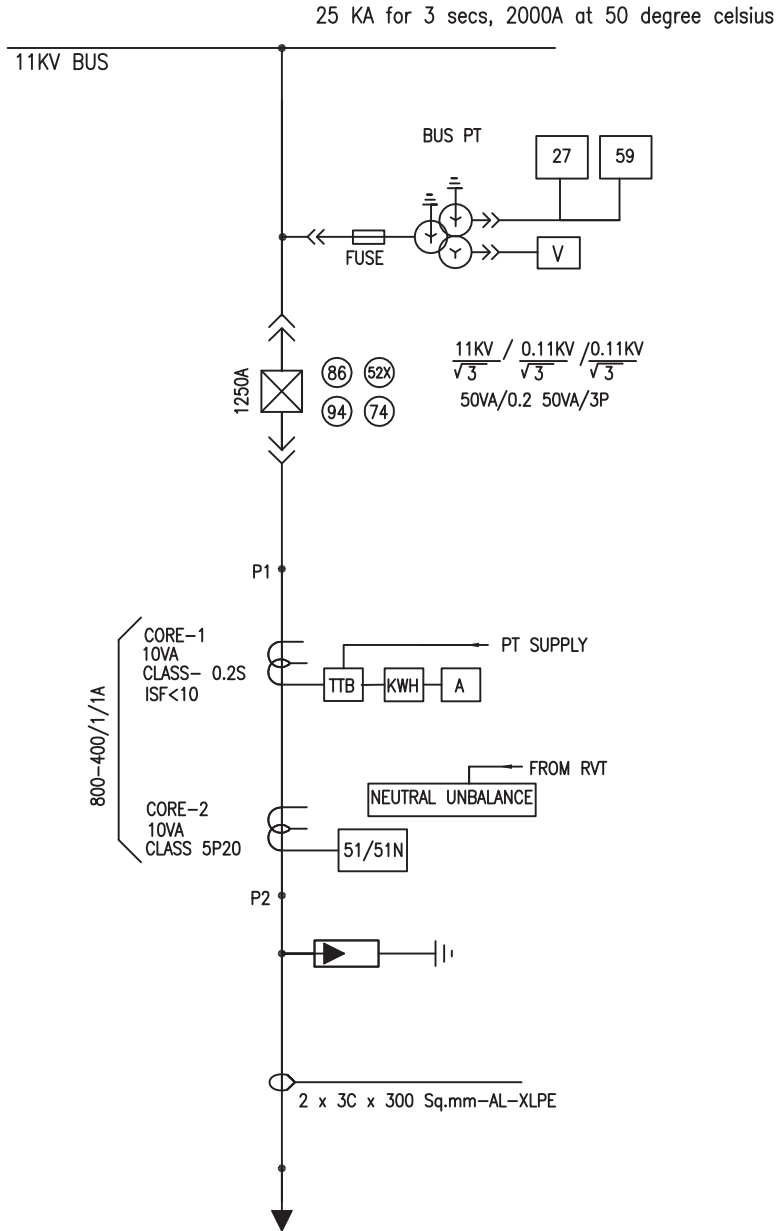 25 KA for 3 secs, 2000A at 50 degree celsius
11KV BUS
BUS PT
27
59
FUSE
V
1250A
86
52X
94
74
11KV / 0.11KV / 0.11KV
√3 √3 √3
50VA/0.2 50VA/3P
P1
CORE-1
10VA
CLASS- 0.2S
ISF<10
PT SUPPLY
TTB
KWH
A
800-400/1/1A
FROM RVT
NEUTRAL UNBALANCE
CORE-2
10VA
CLASS 5P20
51/51N
P2
2 x 3C x 300 Sq.mm-AL-XLPE